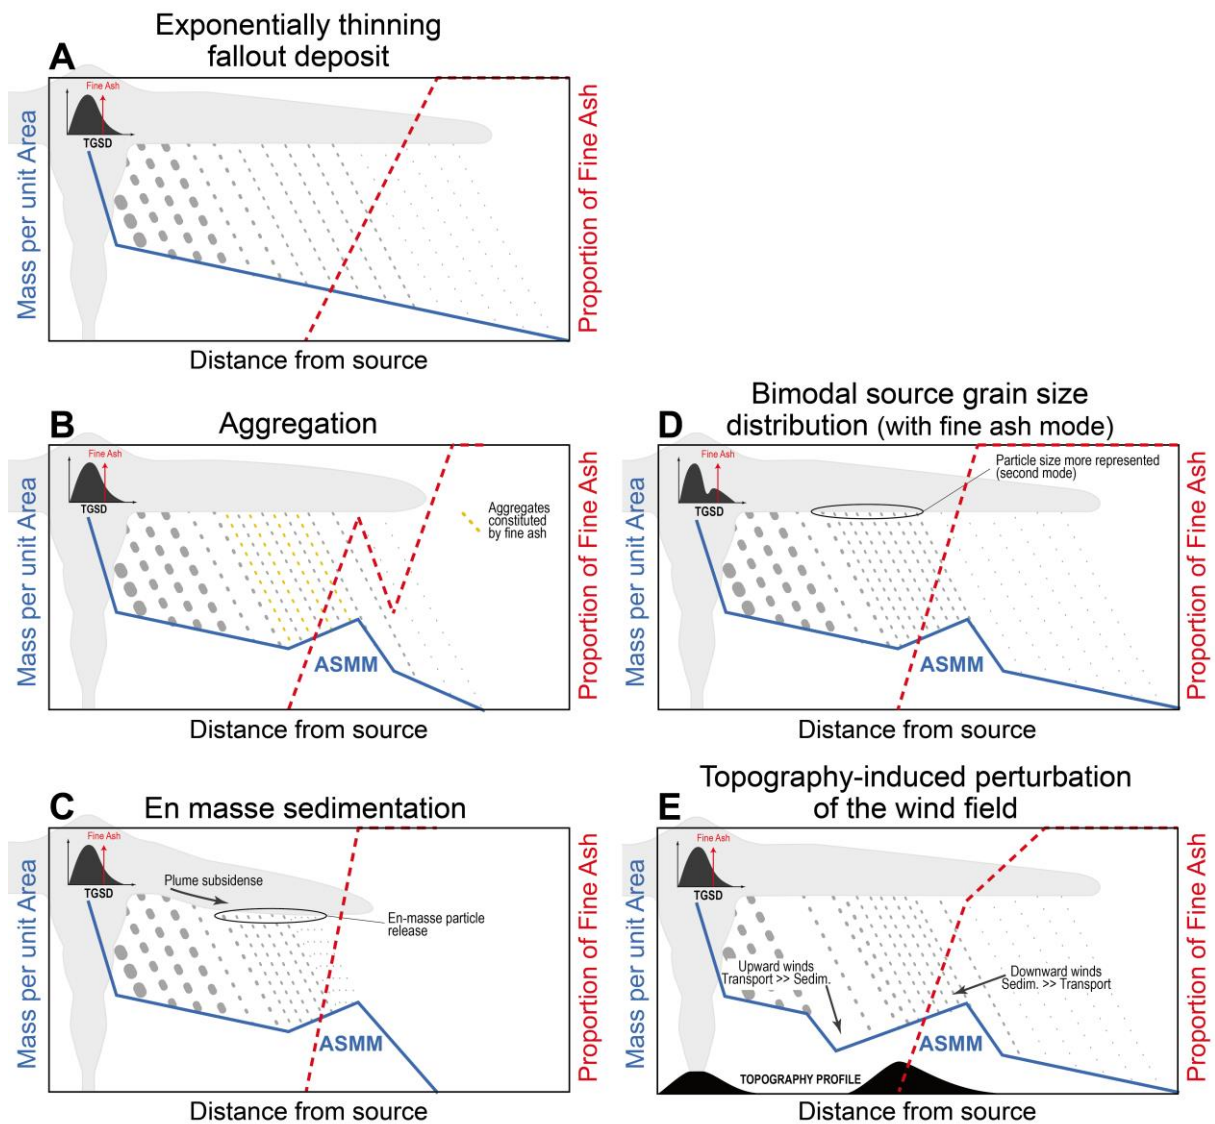 A
Exponentially thinning
fallout deposit
Fine Ash
TGSD
Mass per unit Area
Proportion of Fine Ash
Distance from source
B
Aggregation
Fine Ash
TGSD
Aggregates
constituted
by fine ash
ASMM
Mass per unit Area
Proportion of Fine Ash
Distance from source
D
Bimodal source grain size
distribution (with fine ash mode)
Fine Ash
TGSD
Particle size more represented
(second mode)
ASMM
Mass per unit Area
Proportion of Fine Ash
Distance from source
C
En masse sedimentation
Fine Ash
TGSD
Plume subsidense
En-masse particle
release
ASMM
Mass per unit Area
Proportion of Fine Ash
Distance from source
E
Topography-induced perturbation
of the wind field
Fine Ash
TGSD
Upward winds
Transport >> Sedim.
Downward winds
Sedim. >> Transport
ASMM
TOPOGRAPHY PROFILE
Mass per unit Area
Proportion of Fine Ash
Distance from source